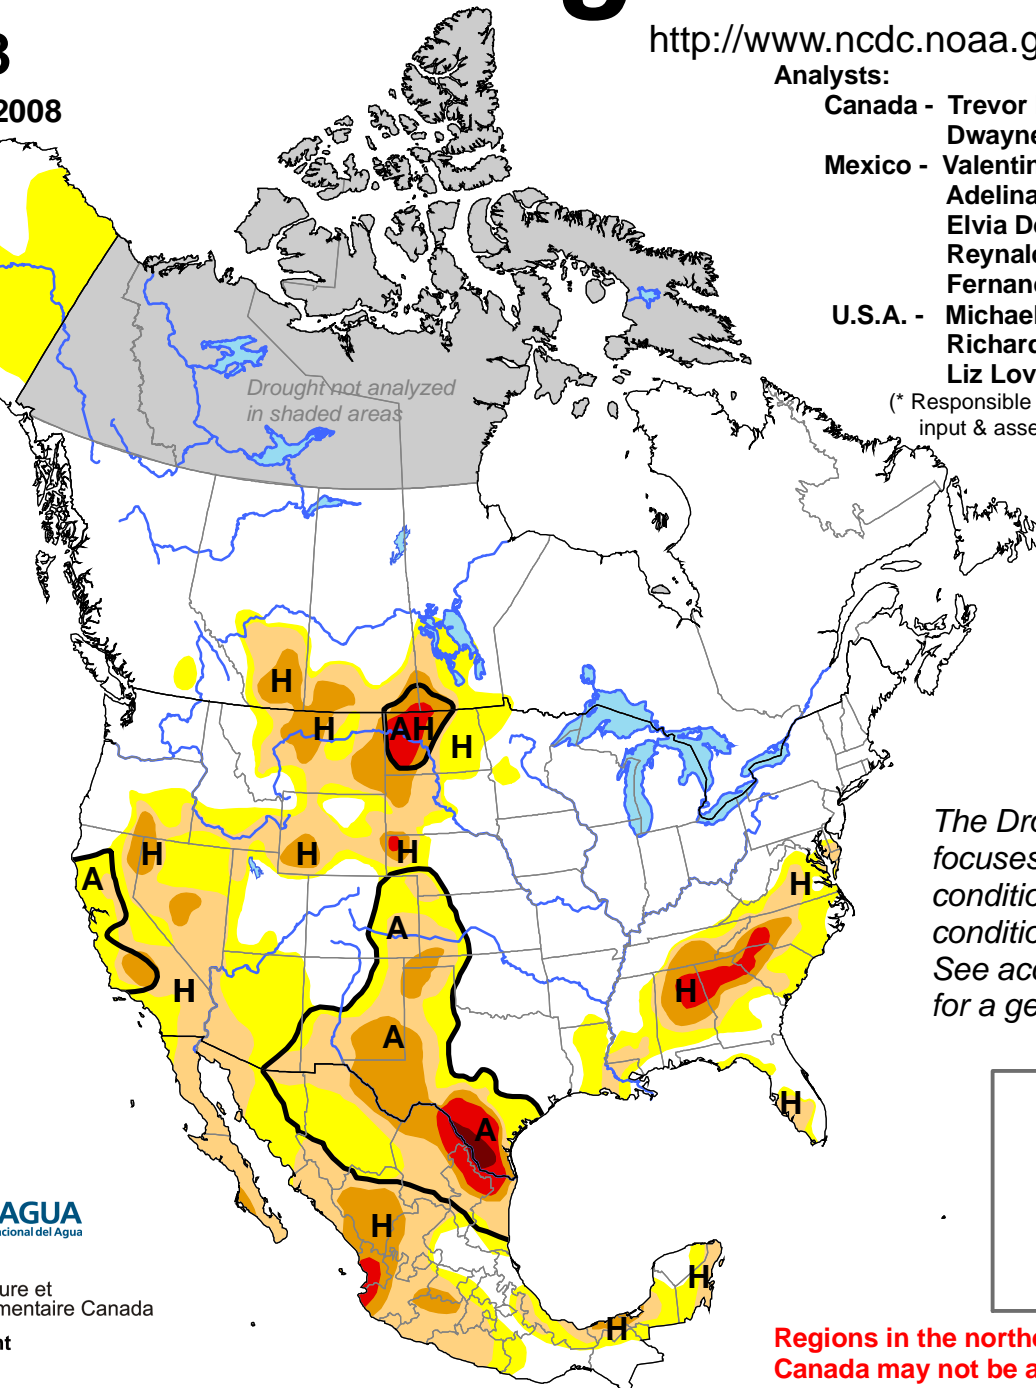 http://www.ncdc.noaa.g
2008
Analysts:
Canada - Trevor
Dwayne
Mexico - Valentin
Adelina
Elvia De
Reynald
Fernand
U.S.A. - Michael
Richard
Liz Lov
(* Responsible
input & asse
Drought not analyzed
in shaded areas
H
H
AH
H
H
H
H
A
A
H
H
H
A
A
H
H
H
H
The Dro
focuses
conditio
conditio
See acc
for a ge
AGUA
nacional del Agua
ure et
mentaire Canada
nt
Regions in the northe
Canada may not be a